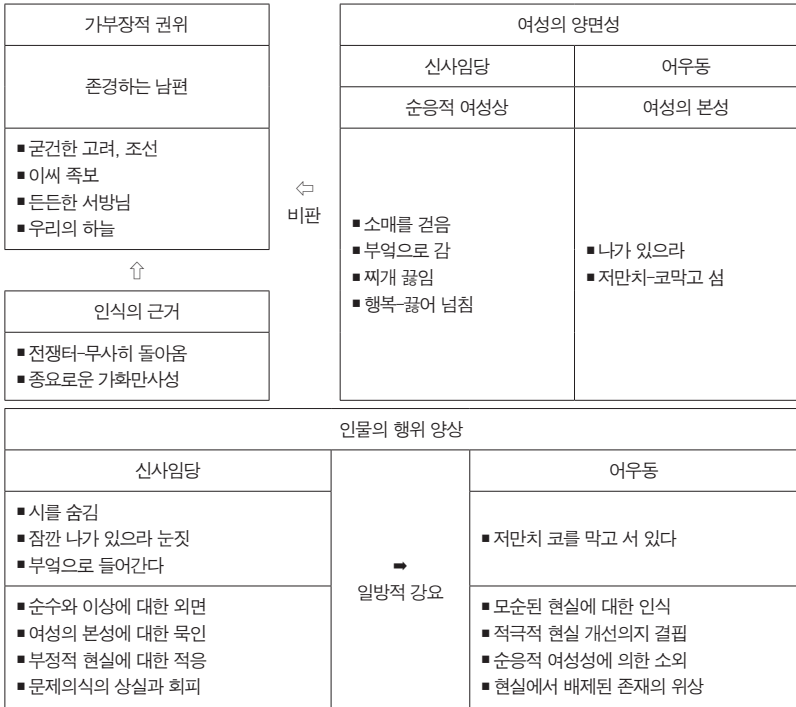 가부장적 권위
존경하는 남편
■ 굳건한 고려, 조선
■ 이씨 족보
■ 든든한 서방님
■ 우리의 하늘
⇧
인식의 근거
■ 전쟁터-무사히 돌아옴
■ 종요로운 가화만사성
⇦
비판
여성의 양면성
신사임당 어우동
순응적 여성상 여성의 본성
■ 소매를 걷음
■ 부엌으로 감
■ 찌개 끓임
■ 행복-끓어 넘침
■ 나가 있으라
■ 저만치-코막고 섬
인물의 행위 양상
신사임당
■ 시를 숨김
■ 잠깐 나가 있으라 눈짓
■ 부엌으로 들어간다
■ 순수와 이상에 대한 외면
■ 여성의 본성에 대한 묵인
■ 부정적 현실에 대한 적응
■ 문제의식의 상실과 회피
➡
일방적 강요
어우동
■ 저만치 코를 막고 서 있다
■ 모순된 현실에 대한 인식
■ 적극적 현실 개선의지 결핍
■ 순응적 여성성에 의한 소외
■ 현실에서 배제된 존재의 위상